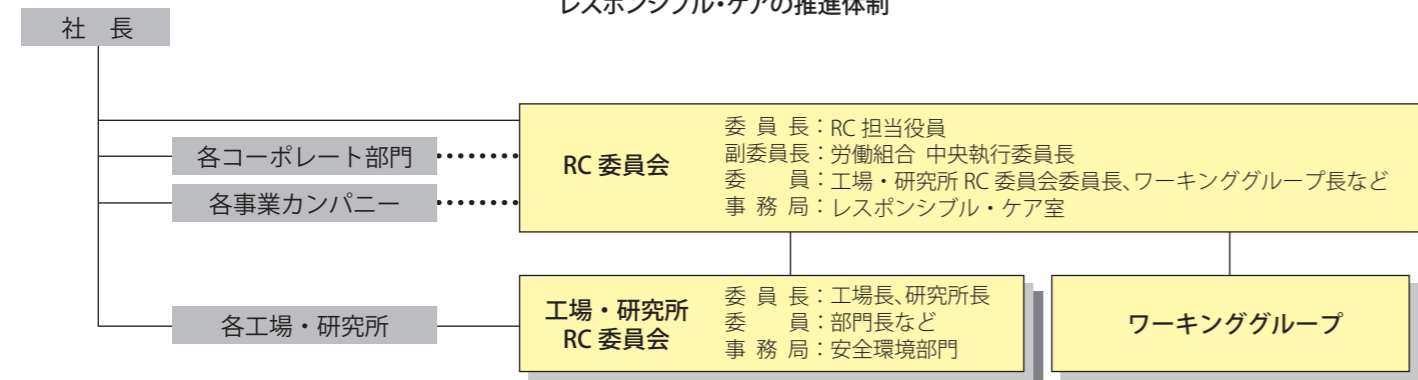 レスポンシブル・ケアの推進体制
社　長
各コーポレート部門
各事業カンパニー
各工場・研究所
RC 委員会
委 員 長：RC 担当役員
副委員長：労働組合 中央執行委員長
委　　員：工場・研究所 RC 委員会委員長、ワーキンググループ長など
事 務 局：レスポンシブル・ケア室
工場・研究所
RC 委員会
委 員 長：工場長、研究所長
委　　員：部門長など
事 務 局：安全環境部門
ワーキンググループ